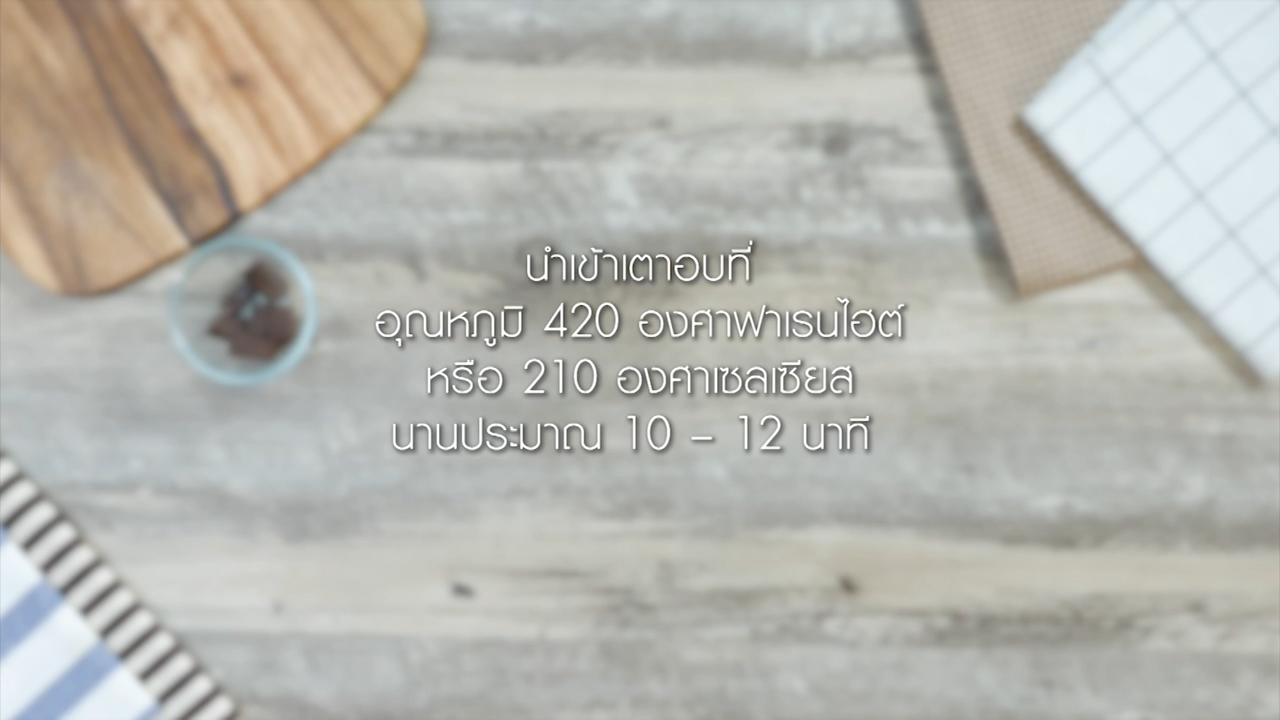 นำเข้าเตาอบที่
อุณหภูมิ 420 องศาฟาเรนไฮต์
หรือ 210 องศาเซลเซียส
นานประมาณ 10 – 12 นาที